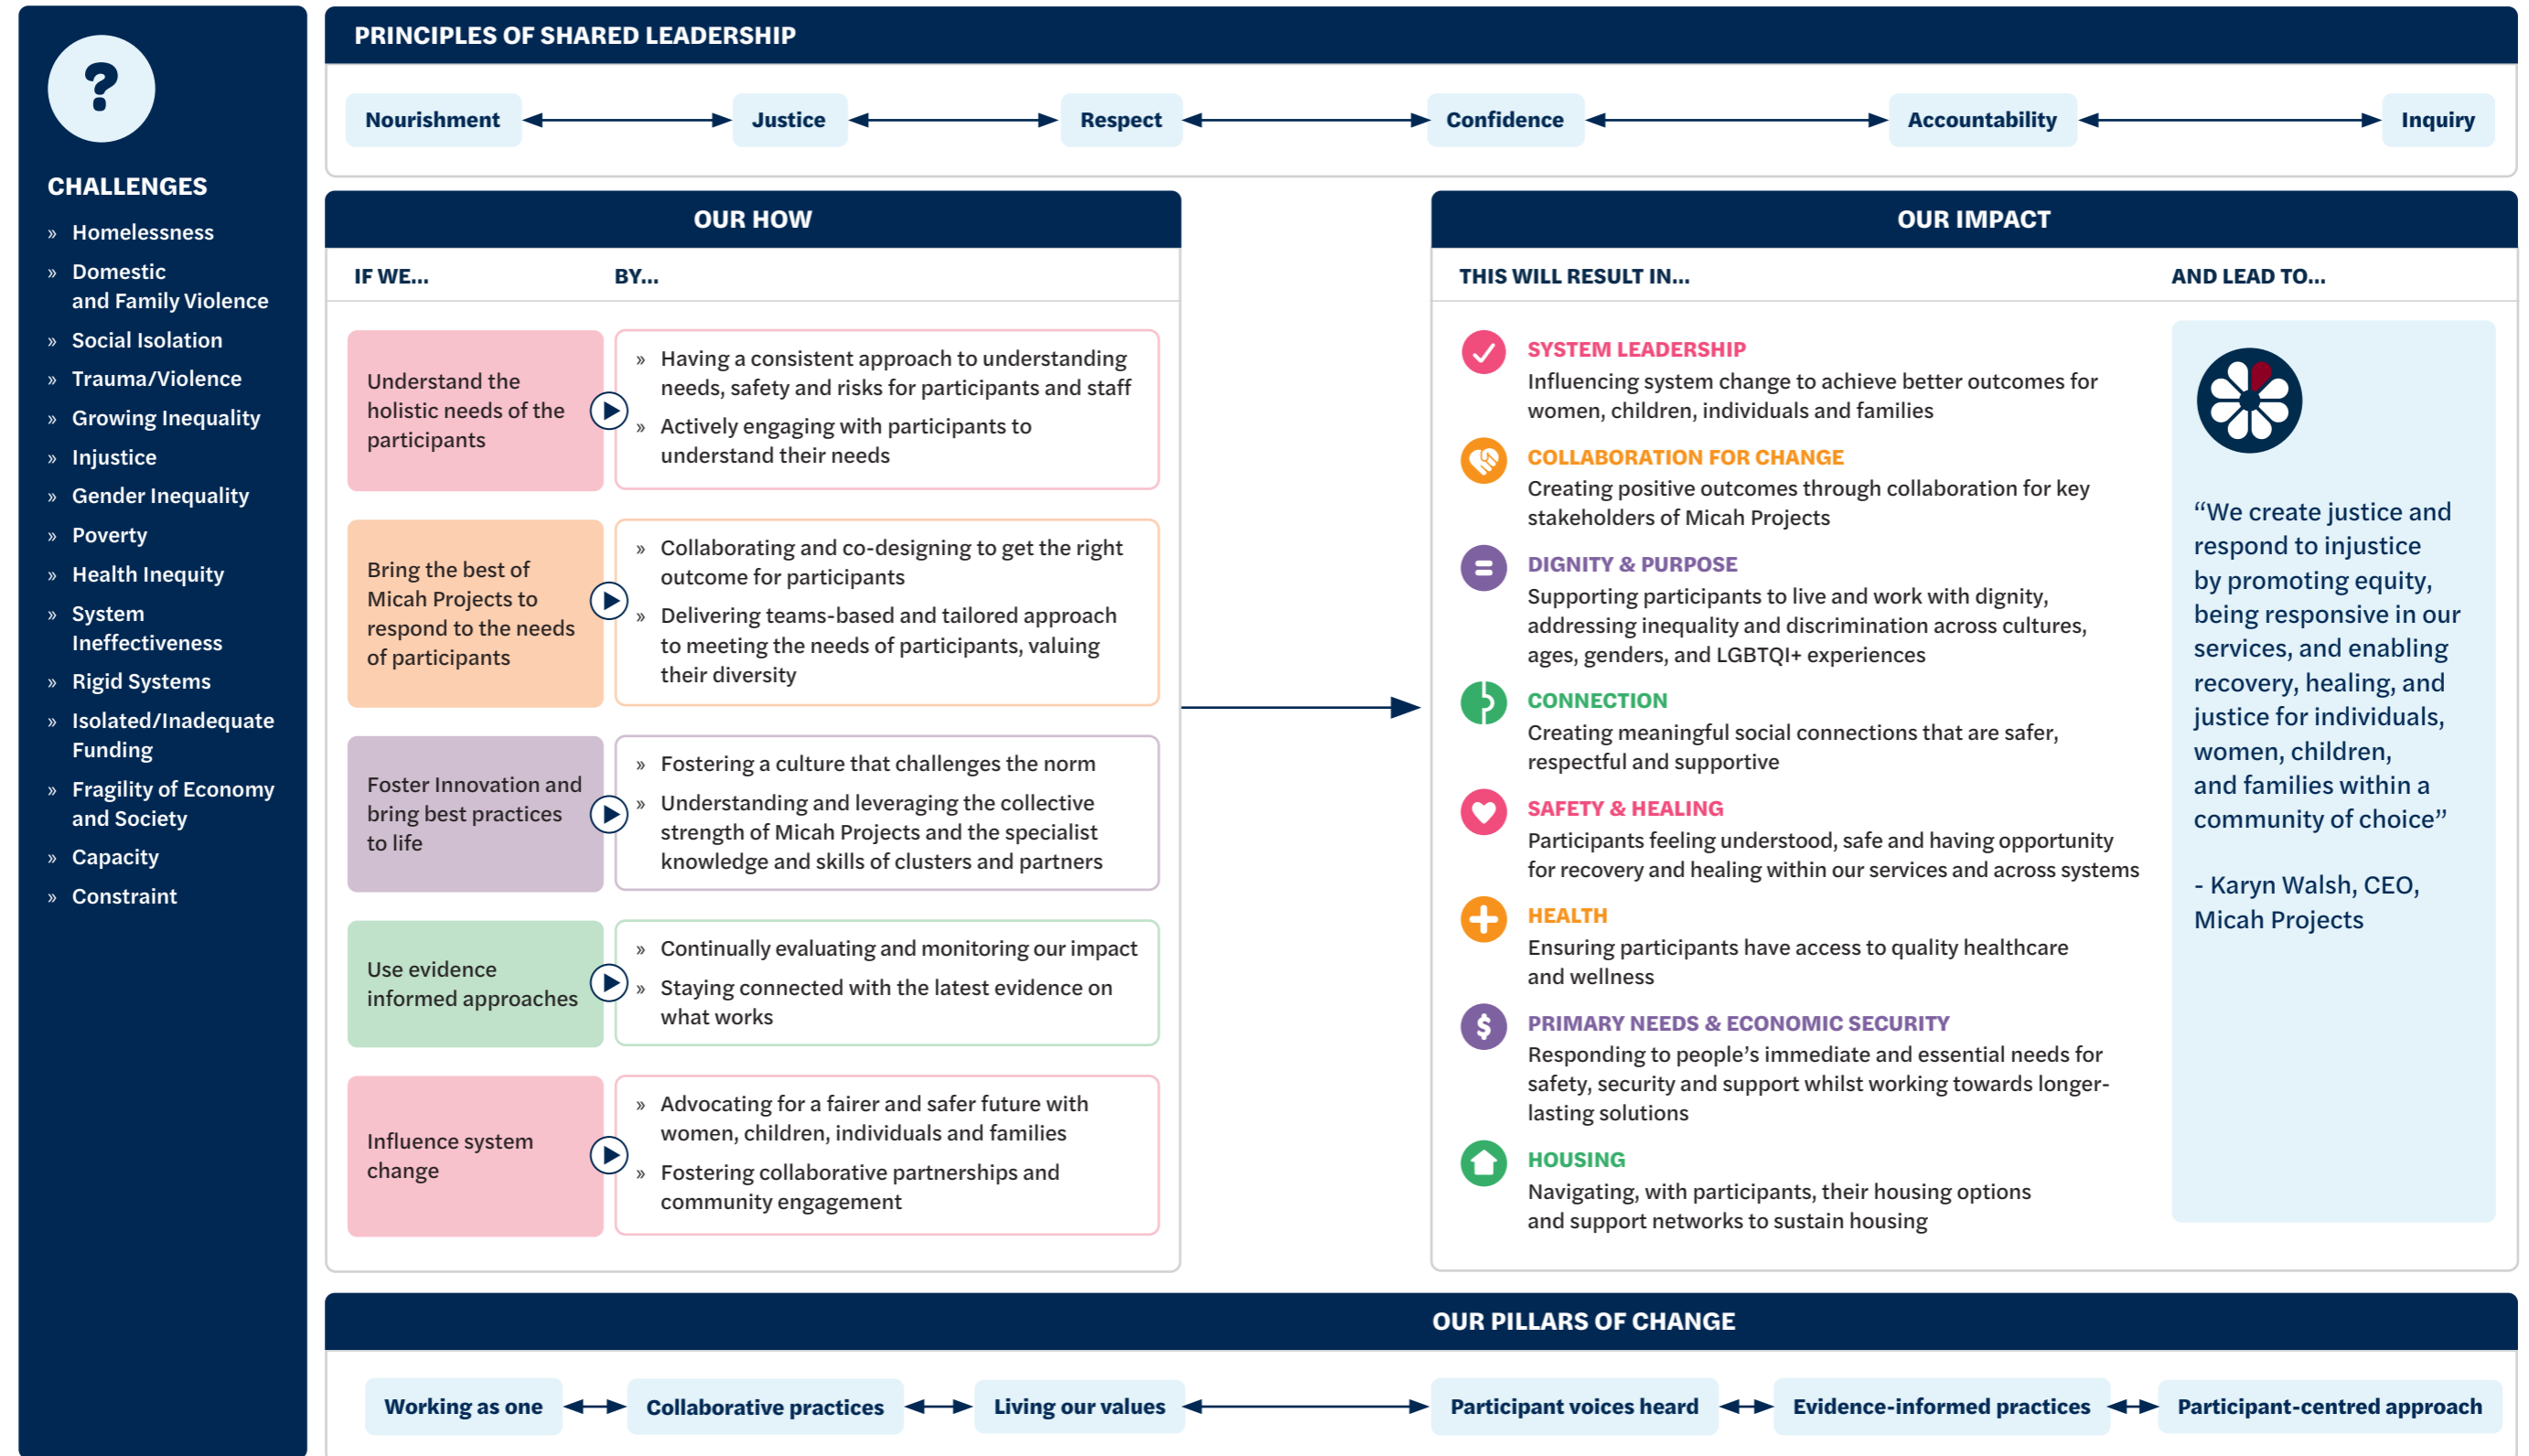 ?
CHALLENGES
» Homelessness
» Domestic
and Family Violence
» Social Isolation
» Trauma/Violence
» Growing Inequality
» Injustice
» Gender Inequality
» Poverty
» Health Inequity
» System
Ineffectiveness
» Rigid Systems
» Isolated/Inadequate
Funding
» Fragility of Economy
and Society
» Capacity
» Constraint
PRINCIPLES OF SHARED LEADERSHIP
Nourishment Justice Respect Confidence Accountability Inquiry
OUR HOW
IF WE... BY...
Understand the
holistic needs of the
participants
» Having a consistent approach to understanding
needs, safety and risks for participants and staff
» Actively engaging with participants to
understand their needs
Bring the best of
Micah Projects to
respond to the needs
of participants
» Collaborating and co-designing to get the right
outcome for participants
» Delivering teams-based and tailored approach
to meeting the needs of participants, valuing
their diversity
Foster Innovation and
bring best practices
to life
» Fostering a culture that challenges the norm
» Understanding and leveraging the collective
strength of Micah Projects and the specialist
knowledge and skills of clusters and partners
Use evidence
informed approaches
» Continually evaluating and monitoring our impact
» Staying connected with the latest evidence on
what works
Influence system
change
» Advocating for a fairer and safer future with
women, children, individuals and families
» Fostering collaborative partnerships and
community engagement
OUR IMPACT
THIS WILL RESULT IN...
SYSTEM LEADERSHIP
Influencing system change to achieve better outcomes for
women, children, individuals and families
COLLABORATION FOR CHANGE
Creating positive outcomes through collaboration for key
stakeholders of Micah Projects
=
DIGNITY & PURPOSE
Supporting participants to live and work with dignity,
addressing inequality and discrimination across cultures,
ages, genders, and LGBTQI+ experiences
CONNECTION
Creating meaningful social connections that are safer,
respectful and supportive
SAFETY & HEALING
Participants feeling understood, safe and having opportunity
for recovery and healing within our services and across systems
HEALTH
Ensuring participants have access to quality healthcare
and wellness
$
PRIMARY NEEDS & ECONOMIC SECURITY
Responding to people’s immediate and essential needs for
safety, security and support whilst working towards longer-
lasting solutions
HOUSING
Navigating, with participants, their housing options
and support networks to sustain housing
AND LEAD TO...
“We create justice and
respond to injustice
by promoting equity,
being responsive in our
services, and enabling
recovery, healing, and
justice for individuals,
women, children,
and families within a
community of choice”
- Karyn Walsh, CEO,
Micah Projects
OUR PILLARS OF CHANGE
Working as one Collaborative practices Living our values Participant voices heard Evidence-informed practices Participant-centred approach